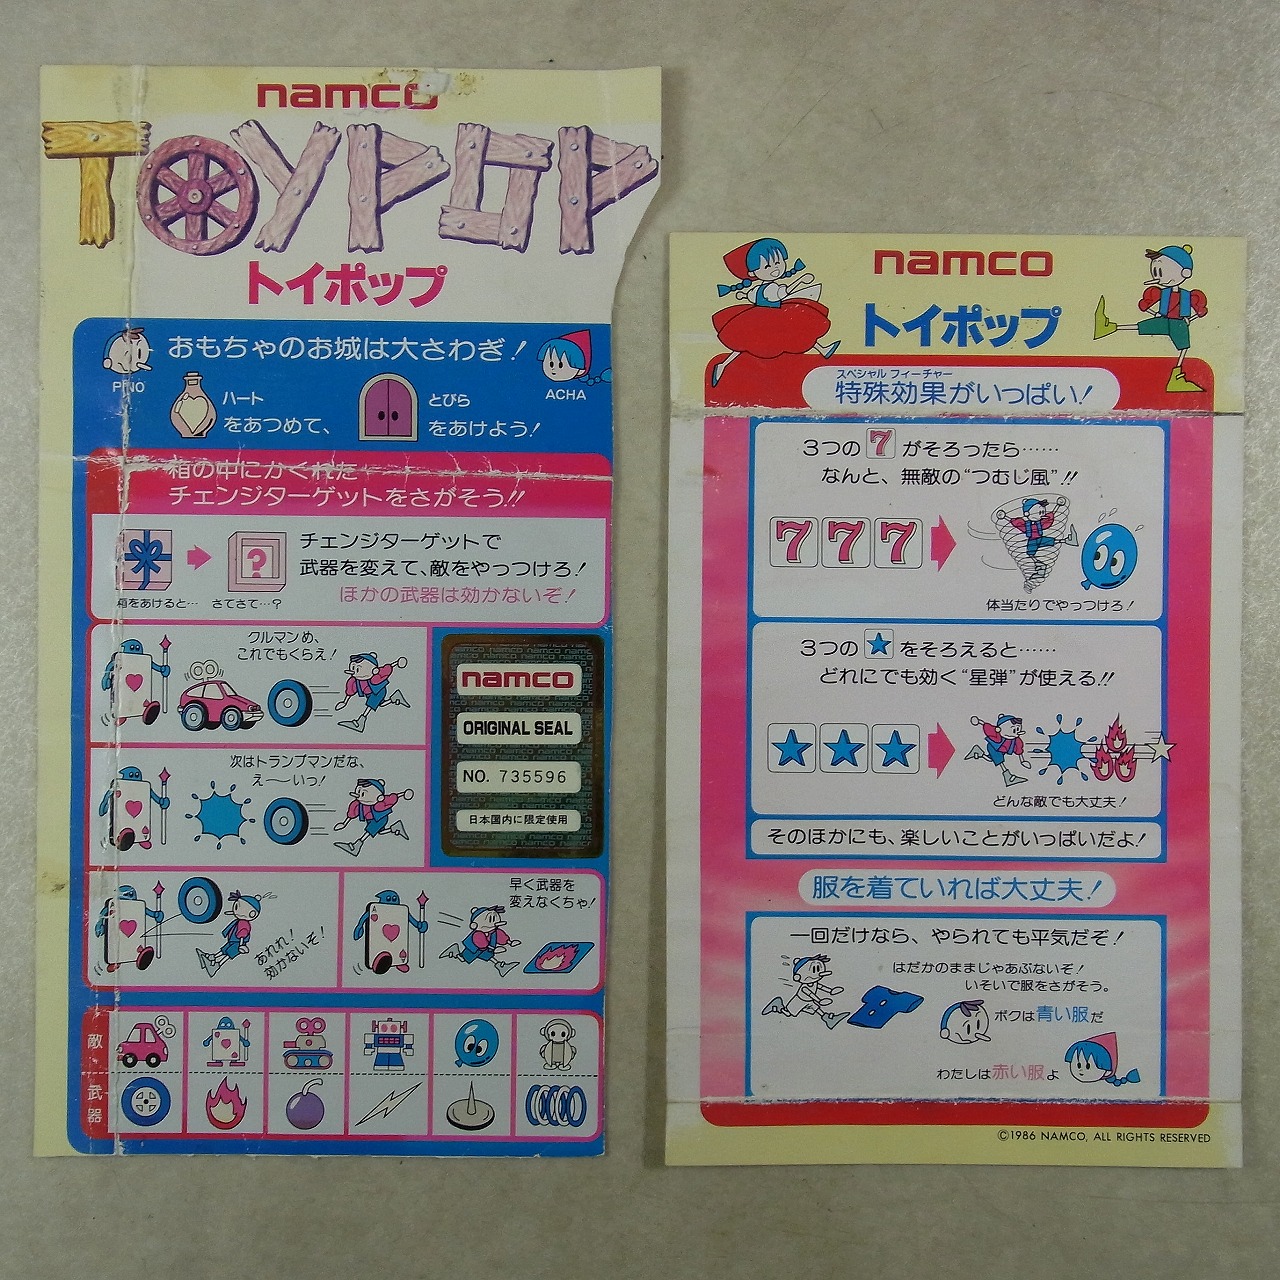 namco
TOYPOP
トイポップ
おもちゃのお城は大さわぎ!
PINO
ACHA
ハート
をあつめて、
とびら
をあけよう!
箱の中にかくれた
チェンジターゲットをさがそう!!
チェンジターゲットで
武器を変えて、敵をやっつけろ!
ほかの武器は効かないぞ!
箱をあけると…
さてさて…?
?
クルマンめ、
これでもくらえ!
次はトランプマンだな、
え〜いっ!
namco
ORIGINAL SEAL
NO. 735596
日本国内に限定使用
あれれ!
効かないぞ!
早く武器を
変えなくちゃ!
敵
武器
namco
トイポップ
スペシャル フィーチャー
特殊効果がいっぱい!
3つの 7 がそろったら……
なんと、無敵の“つむじ風”!!
7 7 7
体当たりでやっつけろ!
3つの ★ をそろえると……
どれにでも効く“星弾”が使える!!
どんな敵でも大丈夫!
そのほかにも、楽しいことがいっぱいだよ!
服を着ていれば大丈夫!
一回だけなら、やられても平気だぞ!
はだかのままじゃあぶないぞ!
いそいで服をさがそう。
ボクは青い服だ
わたしは赤い服よ
©1986 NAMCO, ALL RIGHTS RESERVED